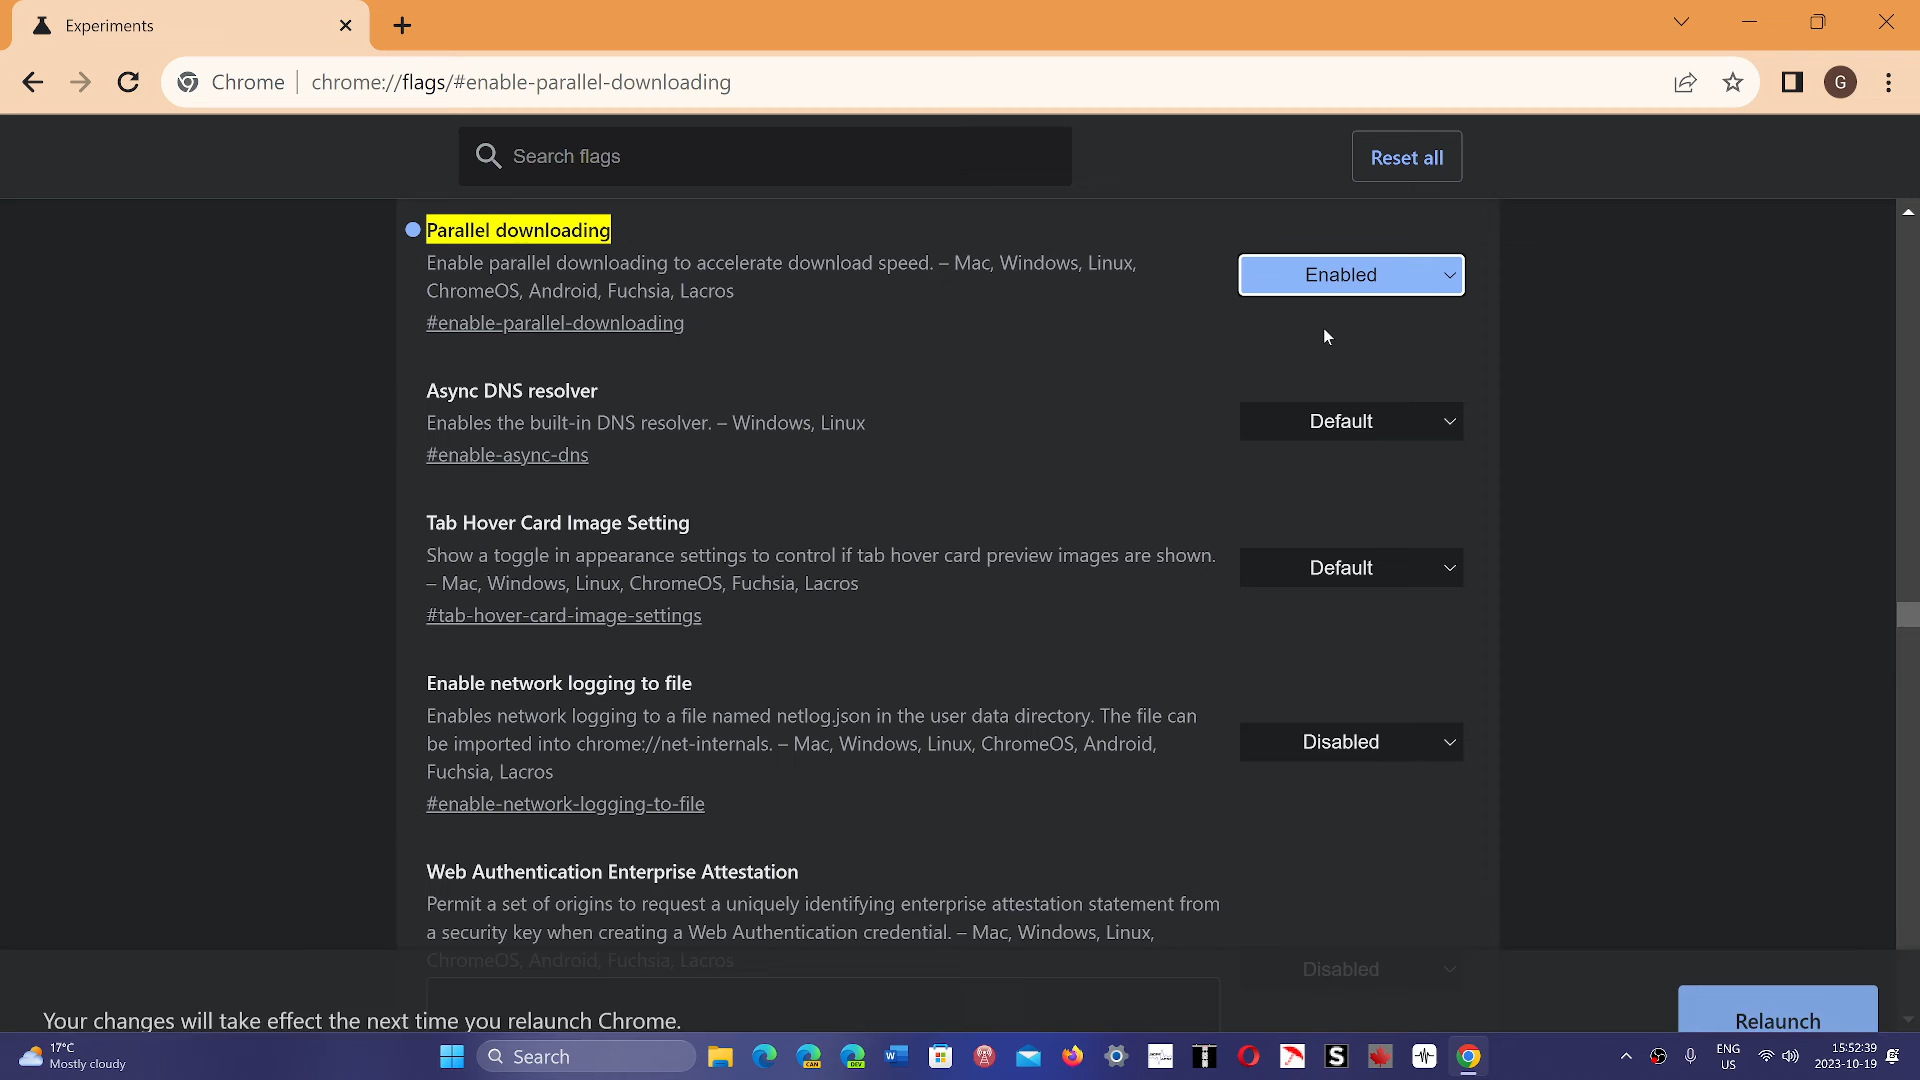 Experiments
Chrome | chrome://flags/#enable-parallel-downloading
G
Search flags
Reset all
Parallel downloading
Enable parallel downloading to accelerate download speed. – Mac, Windows, Linux,
ChromeOS, Android, Fuchsia, Lacros
#enable-parallel-downloading
Enabled
Async DNS resolver
Enables the built-in DNS resolver. – Windows, Linux
#enable-async-dns
Default
Tab Hover Card Image Setting
Show a toggle in appearance settings to control if tab hover card preview images are shown.
– Mac, Windows, Linux, ChromeOS, Fuchsia, Lacros
#tab-hover-card-image-settings
Default
Enable network logging to file
Enables network logging to a file named netlog.json in the user data directory. The file can
be imported into chrome://net-internals. – Mac, Windows, Linux, ChromeOS, Android,
Fuchsia, Lacros
#enable-network-logging-to-file
Disabled
Web Authentication Enterprise Attestation
Permit a set of origins to request a uniquely identifying enterprise attestation statement from
a security key when creating a Web Authentication credential. – Mac, Windows, Linux,
ChromeOS, Android, Fuchsia, Lacros
Disabled
Your changes will take effect the next time you relaunch Chrome.
Relaunch
17°C
Mostly cloudy
Search
CAN
DEV
W
S
ENG
US
15:52:39
2023-10-19